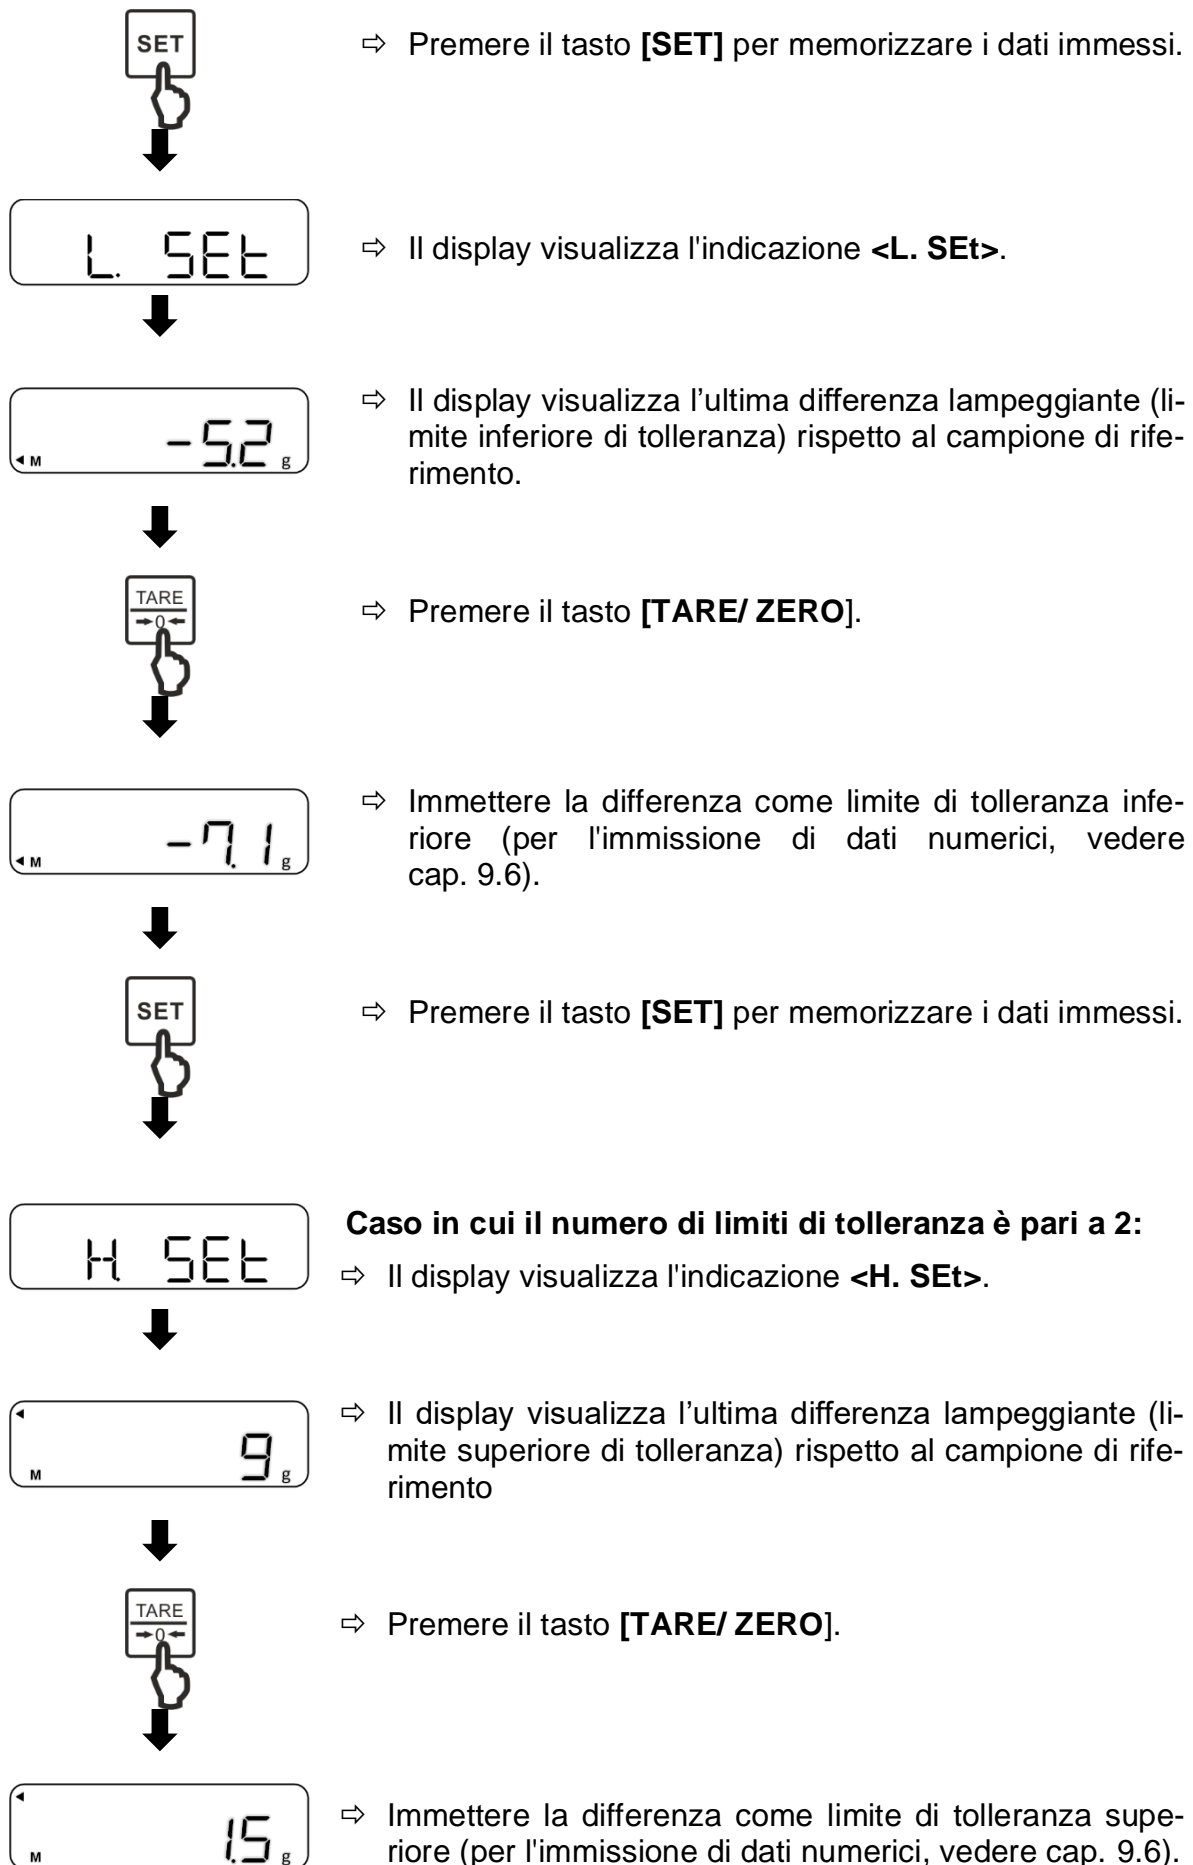 SET
⇨ Premere il tasto [SET] per memorizzare i dati immessi.
L. SEt
⇨ Il display visualizza l'indicazione <L. SEt>.
⇨ Il display visualizza l’ultima differenza lampeggiante (li-
mite inferiore di tolleranza) rispetto al campione di rife-
rimento.
-5.2 g
M
TARE
0
⇨ Premere il tasto [TARE/ ZERO].
⇨ Immettere la differenza come limite di tolleranza infe-
riore (per l'immissione di dati numerici, vedere
cap. 9.6).
-7.1 g
M
SET
⇨ Premere il tasto [SET] per memorizzare i dati immessi.
Caso in cui il numero di limiti di tolleranza è pari a 2:
H. SEt
⇨ Il display visualizza l'indicazione <H. SEt>.
⇨ Il display visualizza l’ultima differenza lampeggiante (li-
mite superiore di tolleranza) rispetto al campione di rife-
rimento
9 g
M
TARE
0
⇨ Premere il tasto [TARE/ ZERO].
⇨ Immettere la differenza come limite di tolleranza supe-
riore (per l'immissione di dati numerici, vedere cap. 9.6).
1.5 g
M